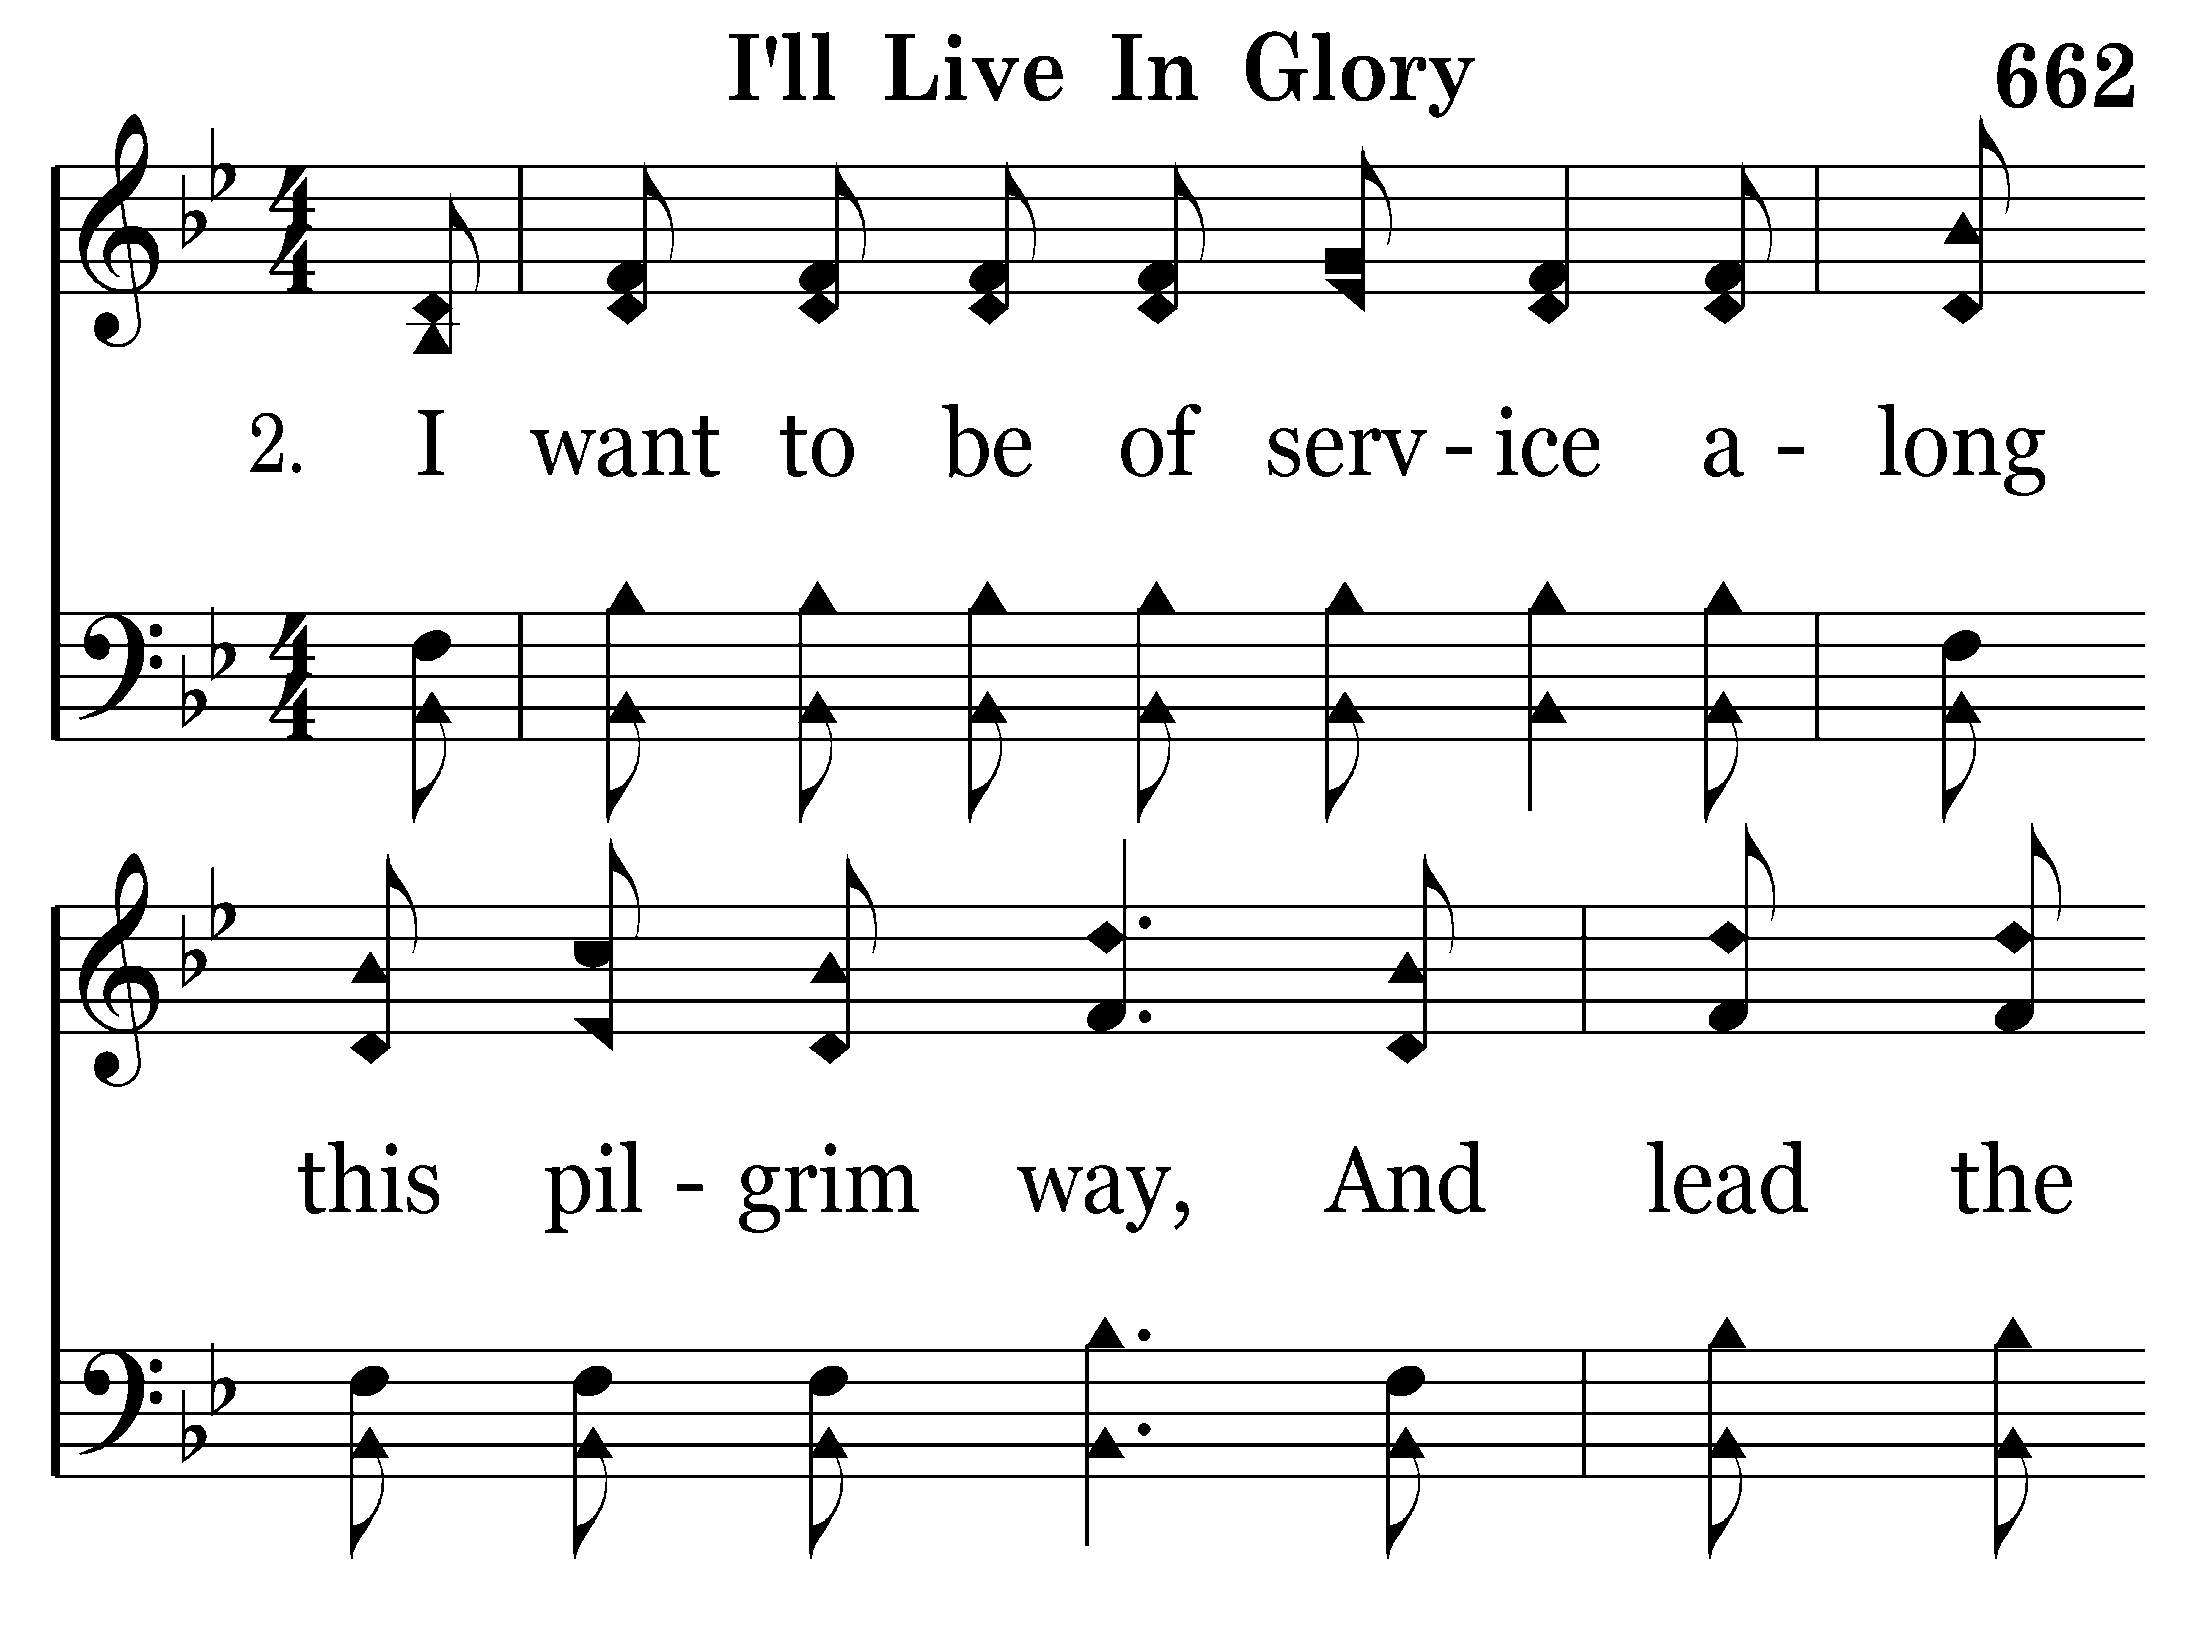 I'll Live In Glory 662
2. I want to be of serv - ice a - long
this pil - grim way, And lead the